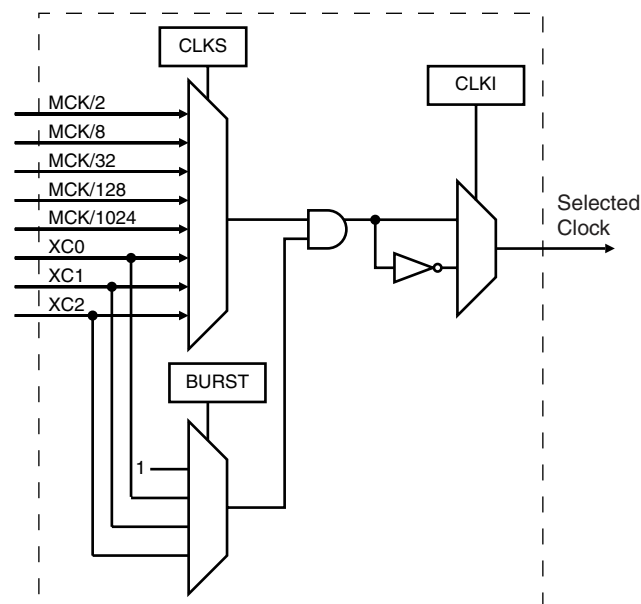 CLKS
CLKI
MCK/2
MCK/8
MCK/32
MCK/128
MCK/1024
XC0
XC1
XC2
Selected
Clock
BURST
1